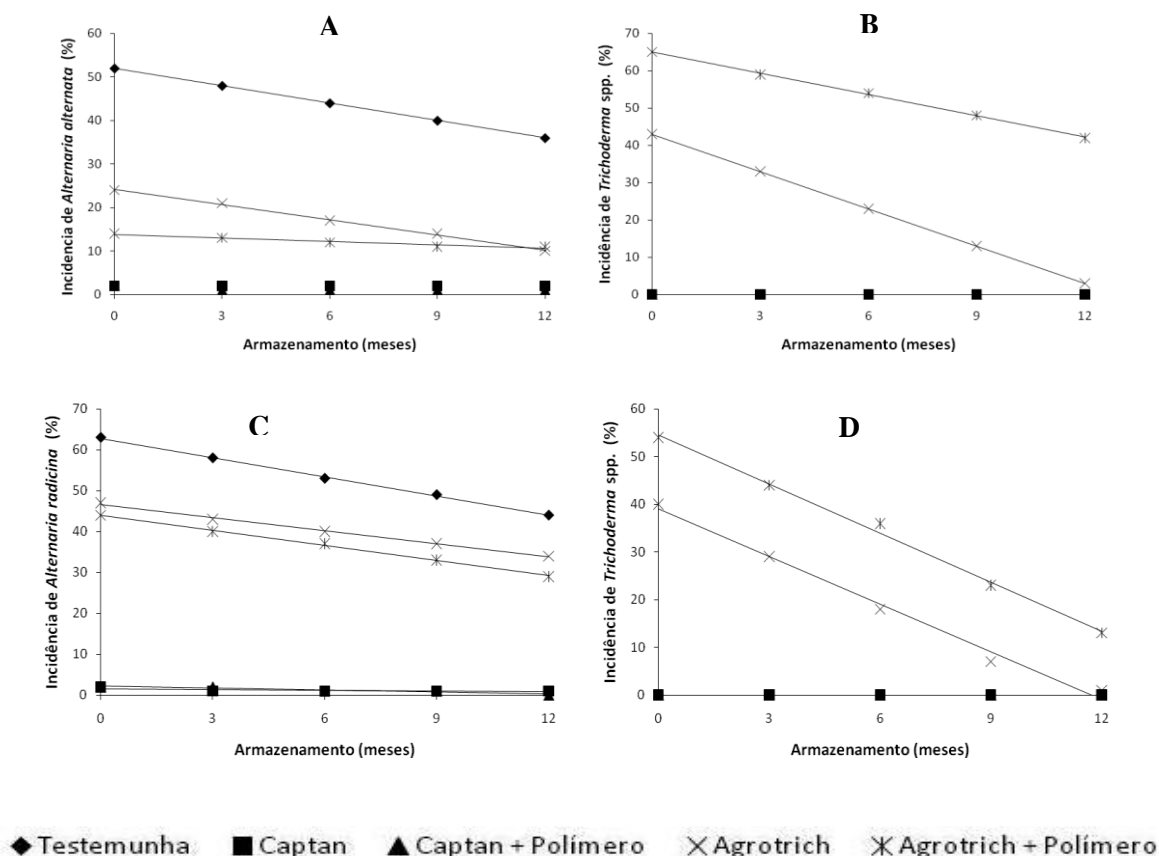 A
Incidência de Alternaria alternata (%)
60
50
40
30
20
10
0
0 3 6 9 12
Armazenamento (meses)
B
Incidência de Trichoderma spp. (%)
70
60
50
40
30
20
10
0
0 3 6 9 12
Armazenamento (meses)
C
Incidência de Alternaria radicina (%)
70
60
50
40
30
20
10
0
0 3 6 9 12
Armazenamento (meses)
D
Incidência de Trichoderma spp. (%)
60
50
40
30
20
10
0
0 3 6 9 12
Armazenamento (meses)
Testemunha Captan Captan + Polímero Agrotrich Agrotrich + Polímero